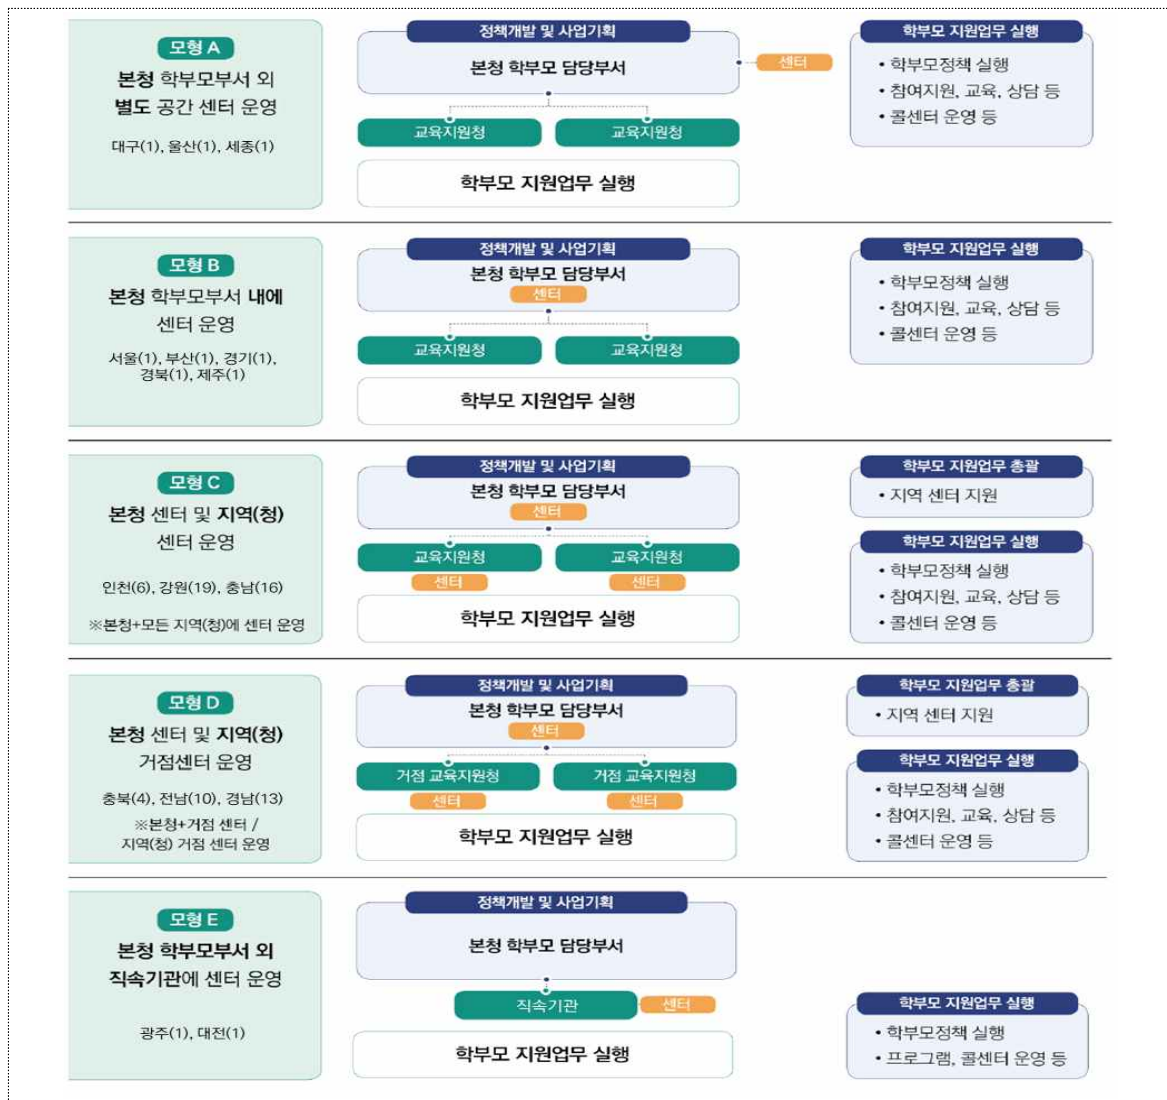 모형 A
본청 학부모부서 외
별도 공간 센터 운영
대구(1), 울산(1), 세종(1)
정책개발 및 사업기획
본청 학부모 담당부서
센터
교육지원청
교육지원청
학부모 지원업무 실행
학부모 지원업무 실행
• 학부모정책 실행
• 참여지원, 교육, 상담 등
• 콜센터 운영 등
모형 B
본청 학부모부서 내에
센터 운영
서울(1), 부산(1), 경기(1),
경북(1), 제주(1)
정책개발 및 사업기획
본청 학부모 담당부서
센터
교육지원청
교육지원청
학부모 지원업무 실행
학부모 지원업무 실행
• 학부모정책 실행
• 참여지원, 교육, 상담 등
• 콜센터 운영 등
모형 C
본청 센터 및 지역(청)
센터 운영
인천(6), 강원(19), 충남(16)
※본청+모든 지역(청)에 센터 운영
정책개발 및 사업기획
본청 학부모 담당부서
센터
교육지원청
교육지원청
센터
센터
학부모 지원업무 실행
학부모 지원업무 총괄
• 지역 센터 지원
학부모 지원업무 실행
• 학부모정책 실행
• 참여지원, 교육, 상담 등
• 콜센터 운영 등
모형 D
본청 센터 및 지역(청)
거점센터 운영
충북(4), 전남(10), 경남(13)
※본청+거점 센터 /
지역(청) 거점 센터 운영
정책개발 및 사업기획
본청 학부모 담당부서
센터
거점 교육지원청
거점 교육지원청
센터
센터
학부모 지원업무 실행
학부모 지원업무 총괄
• 지역 센터 지원
학부모 지원업무 실행
• 학부모정책 실행
• 참여지원, 교육, 상담 등
• 콜센터 운영 등
모형 E
본청 학부모부서 외
직속기관에 센터 운영
광주(1), 대전(1)
정책개발 및 사업기획
본청 학부모 담당부서
직속기관
센터
학부모 지원업무 실행
학부모 지원업무 실행
• 학부모정책 실행
• 프로그램, 콜센터 운영 등